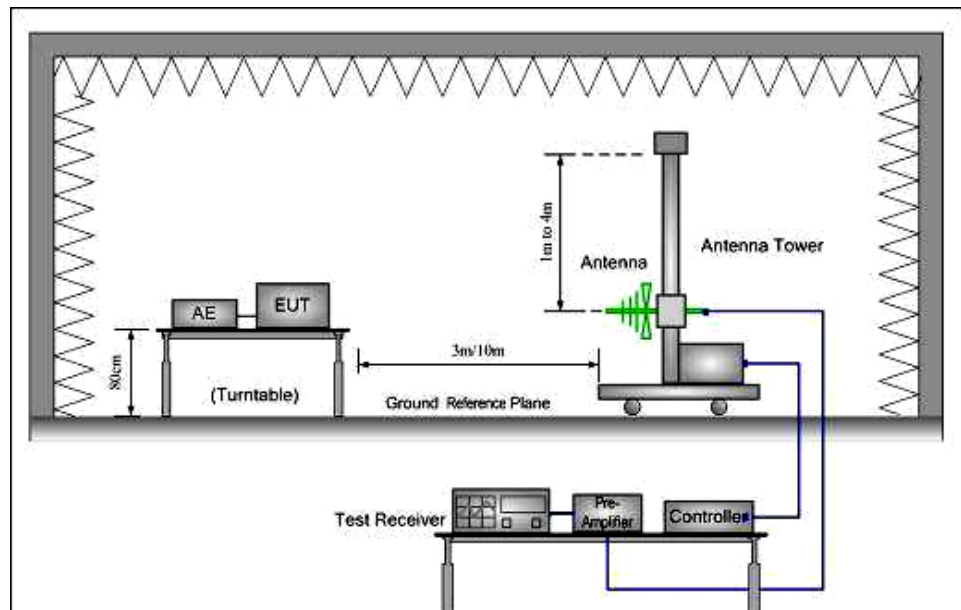 1m to 4m
Antenna Tower
Antenna
AE
EUT
3m/10m
80cm
(Turntable)
Ground Reference Plane
Test Receiver
Pre-
Amplifier
Controller